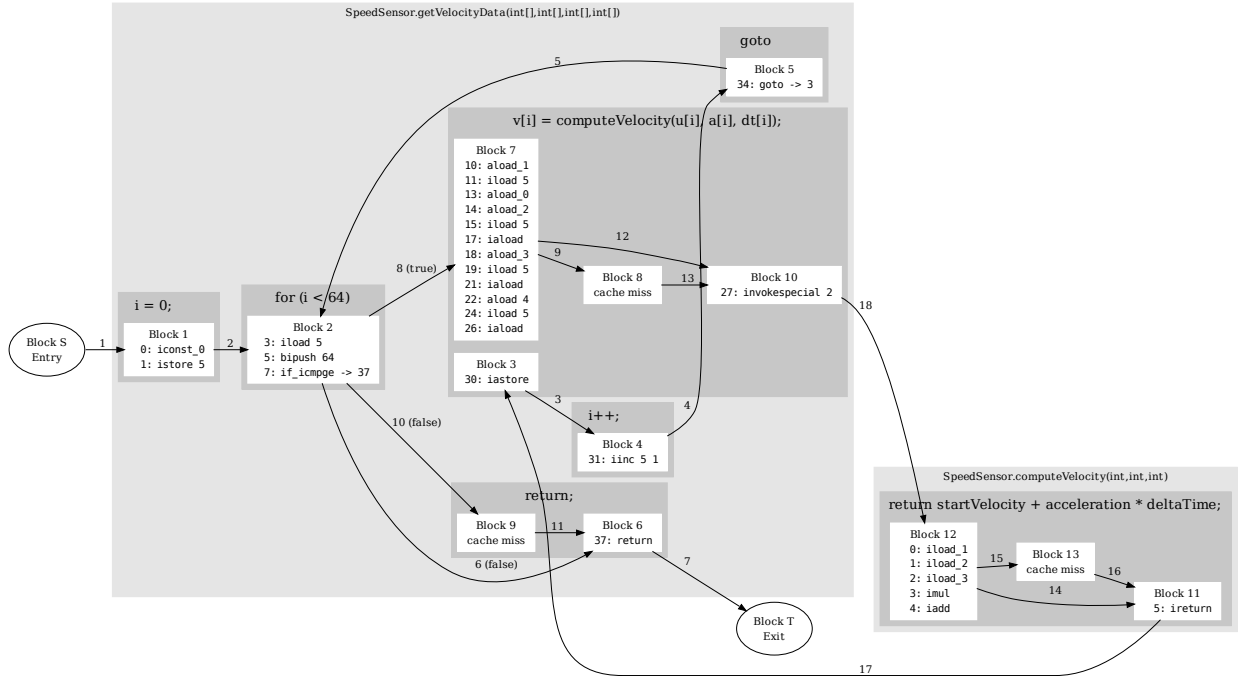 SpeedSensor.getVelocityData(int[],int[],int[],int[])
goto
Block 5
34: goto -> 3
5
v[i] = computeVelocity(u[i], a[i], dt[i]);
Block 7
10: aload_1
11: iload 5
13: aload_0
14: aload_2
15: iload 5
17: iaload
18: aload_3
19: iload 5
21: iaload
22: aload 4
24: iload 5
26: iaload
12
9
8 (true)
Block 8
cache miss
13
Block 10
27: invokespecial 2
18
i = 0;
Block 1
0: iconst_0
1: istore 5
for (i < 64)
Block 2
3: iload 5
5: bipush 64
7: if_icmpge -> 37
Block S
Entry
1
2
Block 3
30: iastore
3
4
10 (false)
i++;
Block 4
31: iinc 5 1
return;
Block 9
cache miss
11
Block 6
37: return
6 (false)
7
Block T
Exit
SpeedSensor.computeVelocity(int,int,int)
return startVelocity + acceleration * deltaTime;
Block 12
0: iload_1
1: iload_2
2: iload_3
3: imul
4: iadd
15
Block 13
cache miss
16
14
Block 11
5: ireturn
17